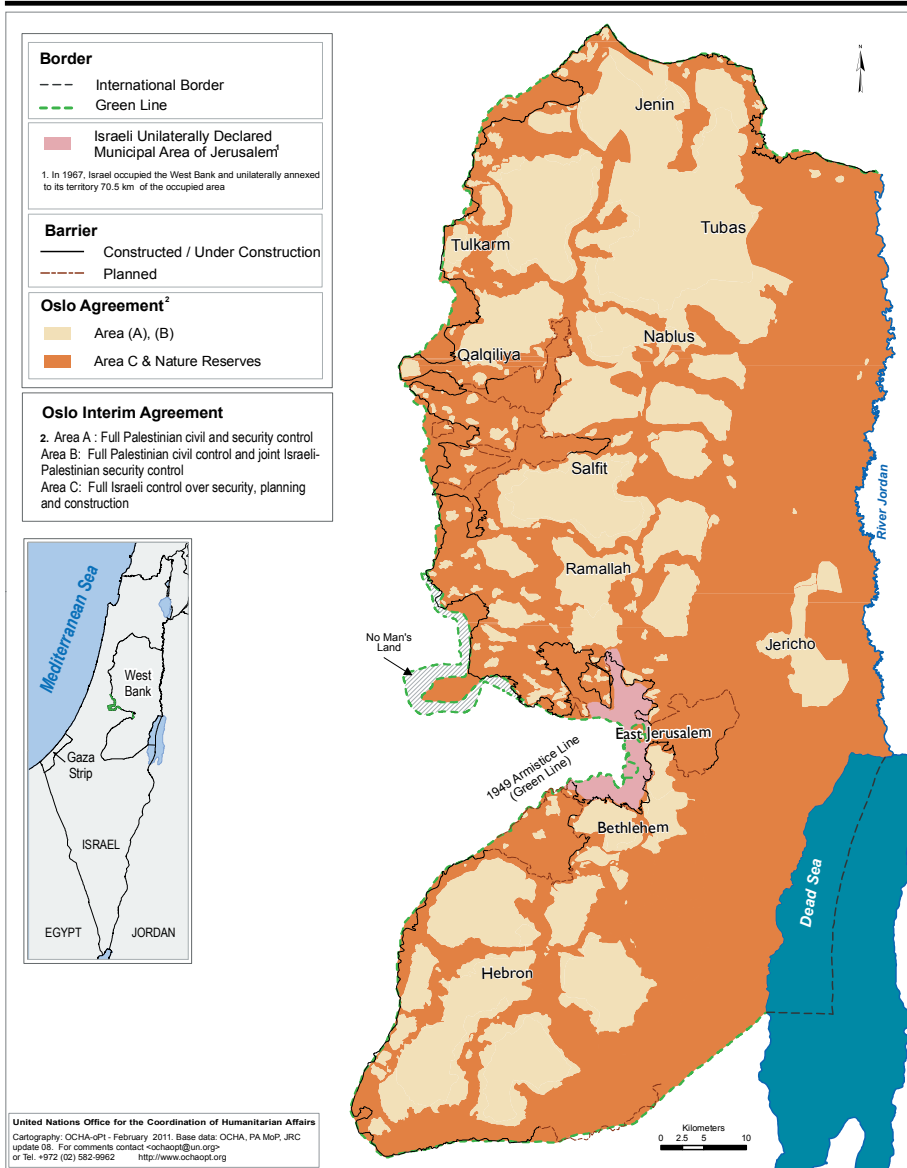 Border
International Border
Green Line
Israeli Unilaterally Declared
Municipal Area of Jerusalem1
1. In 1967, Israel occupied the West Bank and unilaterally annexed
to its territory 70.5 km of the occupied area
Barrier
Constructed / Under Construction
Planned
Oslo Agreement2
Area (A), (B)
Area C & Nature Reserves
Oslo Interim Agreement
2. Area A : Full Palestinian civil and security control
Area B: Full Palestinian civil control and joint Israeli-
Palestinian security control
Area C: Full Israeli control over security, planning
and construction
Mediterranean Sea
West
Bank
Gaza
Strip
ISRAEL
EGYPT
JORDAN
N
Jenin
Tubas
Tulkarm
Nablus
Qalqiliya
Salfit
River Jordan
Ramallah
No Man's
Land
Jericho
East Jerusalem
1949 Armistice Line
(Green Line)
Bethlehem
Dead Sea
Hebron
Kilometers
0 2.5 5 10
United Nations Office for the Coordination of Humanitarian Affairs
Cartography: OCHA-oPt - February 2011. Base data: OCHA, PA MoP, JRC
update 08. For comments contact <ochaopt@un.org>
or Tel. +972 (02) 582-9962 http://www.ochaopt.org